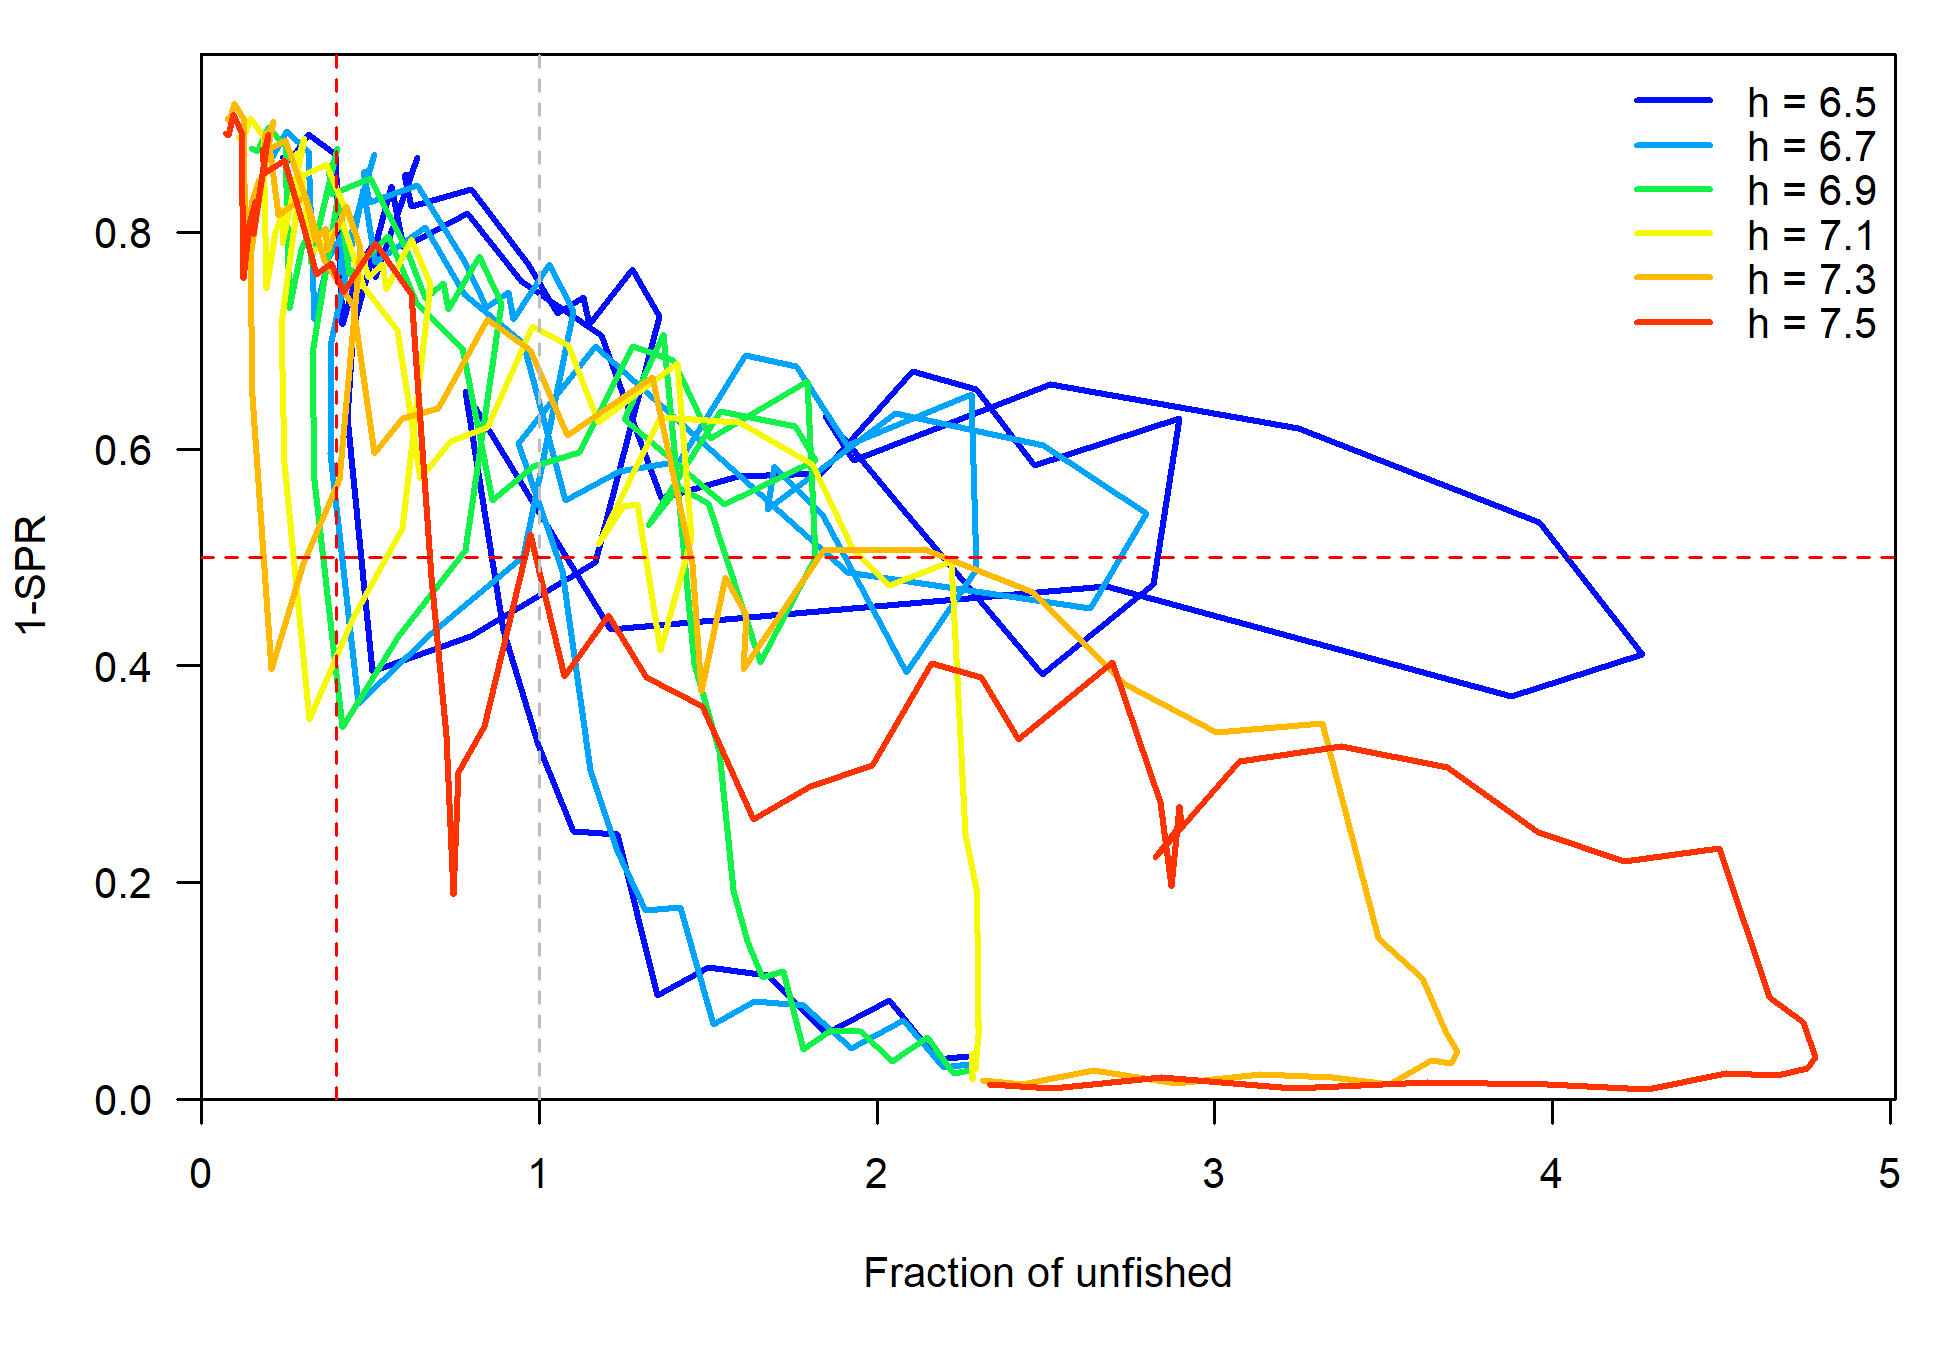 h = 6.5
h = 6.7
h = 6.9
h = 7.1
h = 7.3
h = 7.5
0.8
0.6
0.4
0.2
0.0
1-SPR
0 1 2 3 4 5
Fraction of unfished